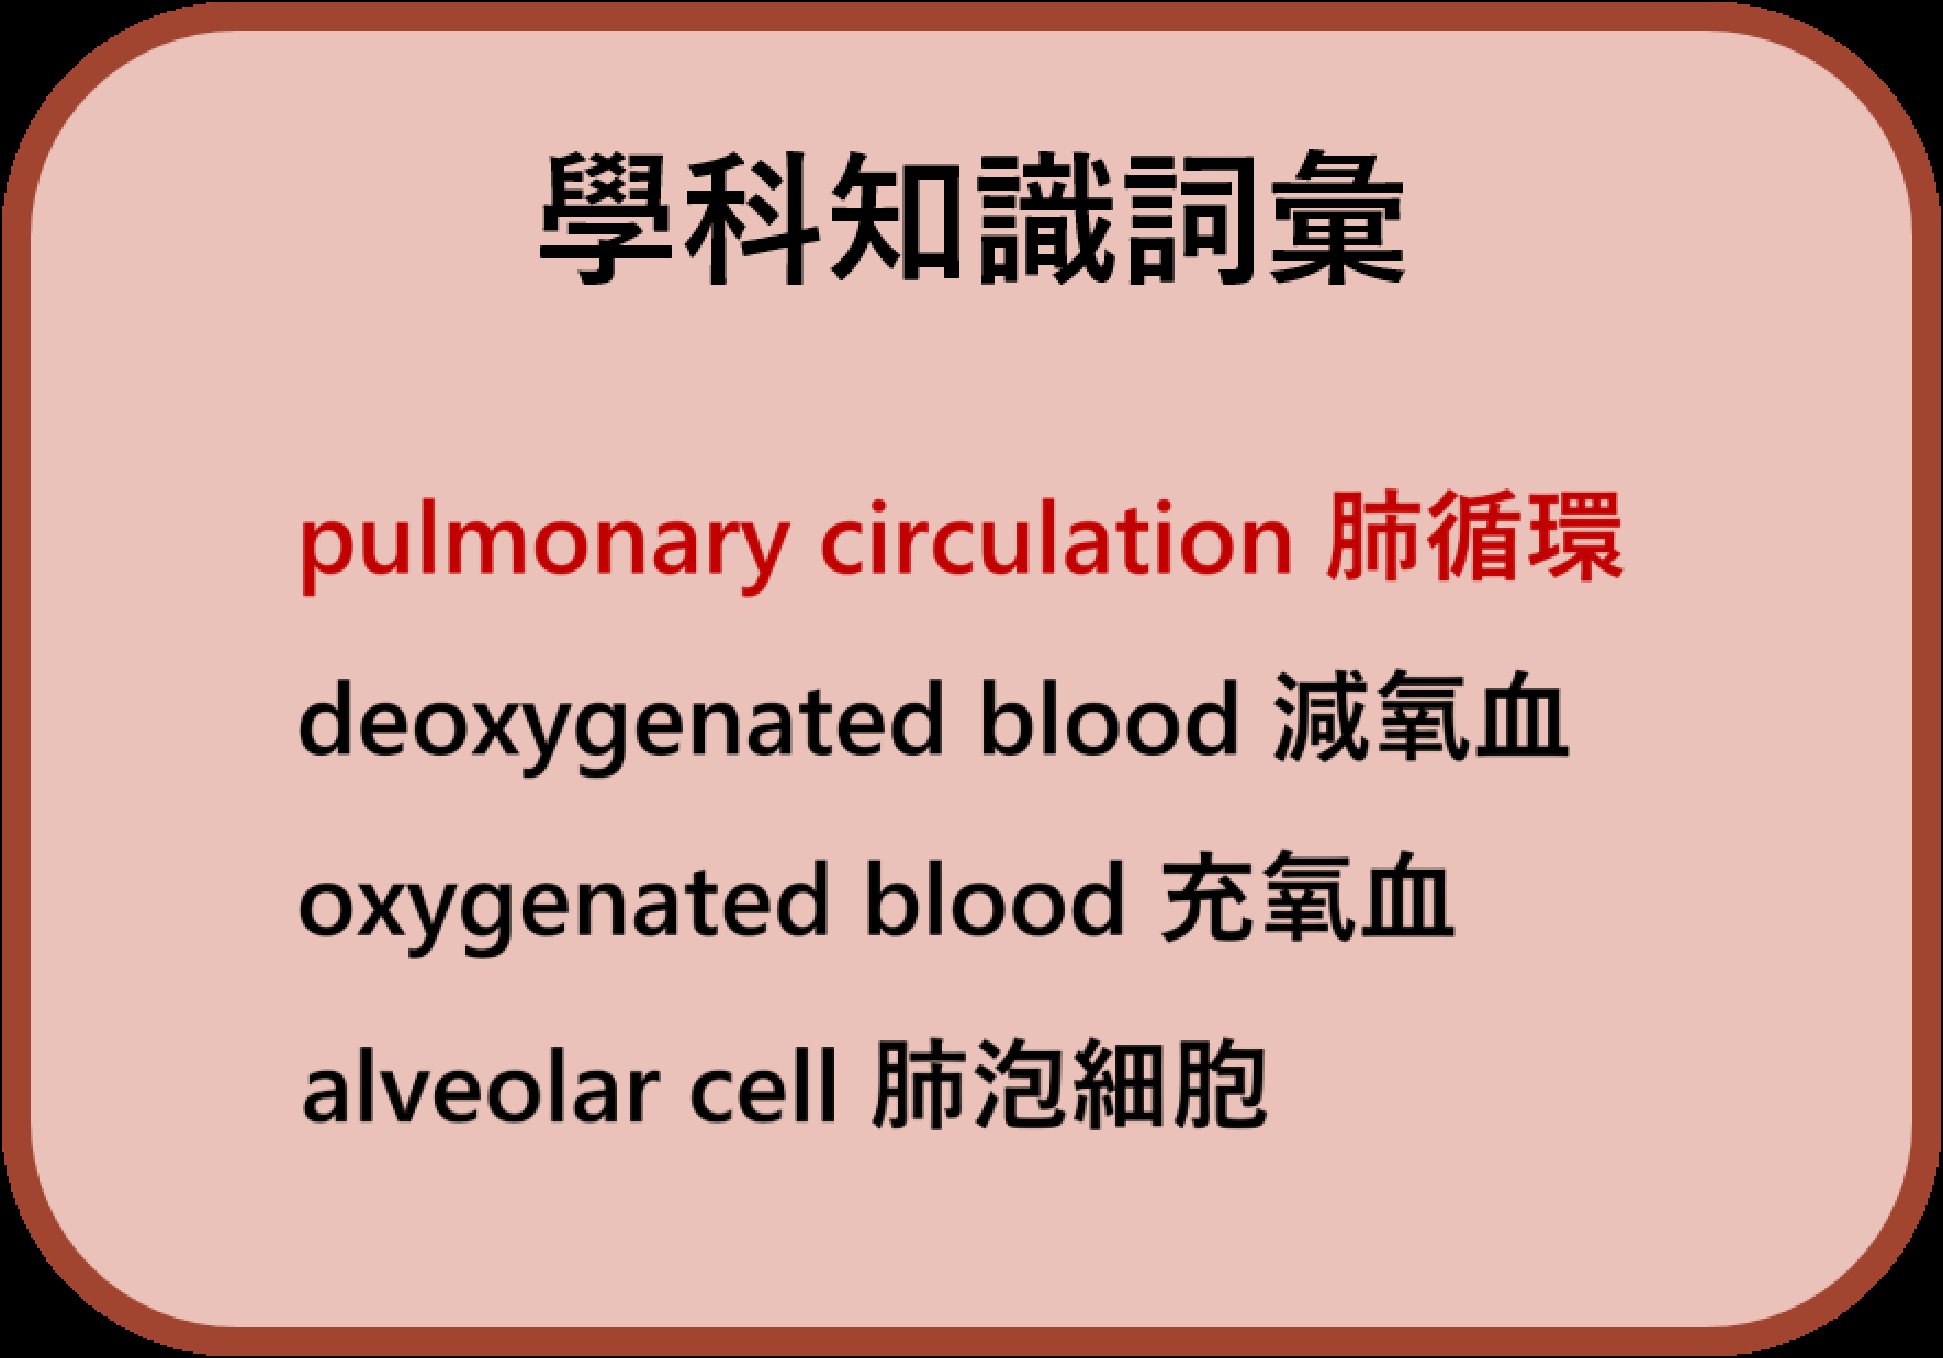 學科知識詞彙
pulmonary circulation 肺循環
deoxygenated blood 減氧血
oxygenated blood 充氧血
alveolar cell 肺泡細胞